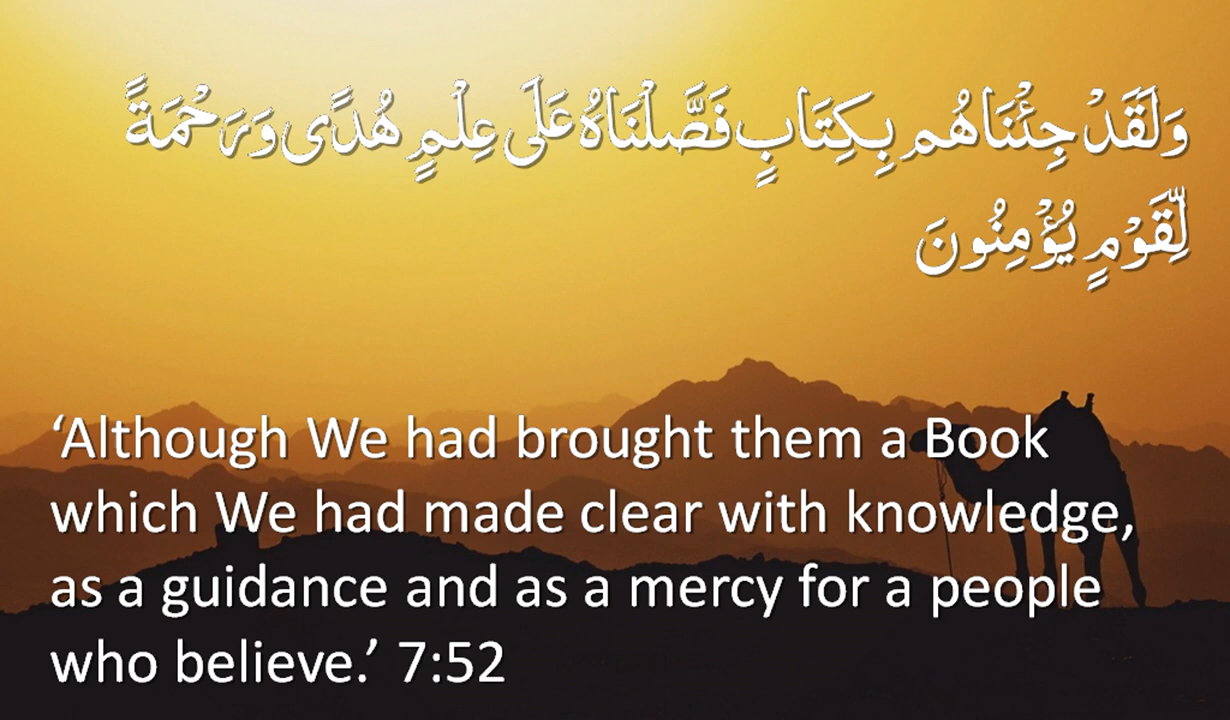 وَلَقَدْ جِئْنَاهُم بِكِتَابٍ فَصَّلْنَاهُ عَلَى عِلْمٍ هُدًى وَرَحْمَةً
لِّقَوْمٍ يُؤْمِنُونَ
‘Although We had brought them a Book
which We had made clear with knowledge,
as a guidance and as a mercy for a people
who believe.’ 7:52